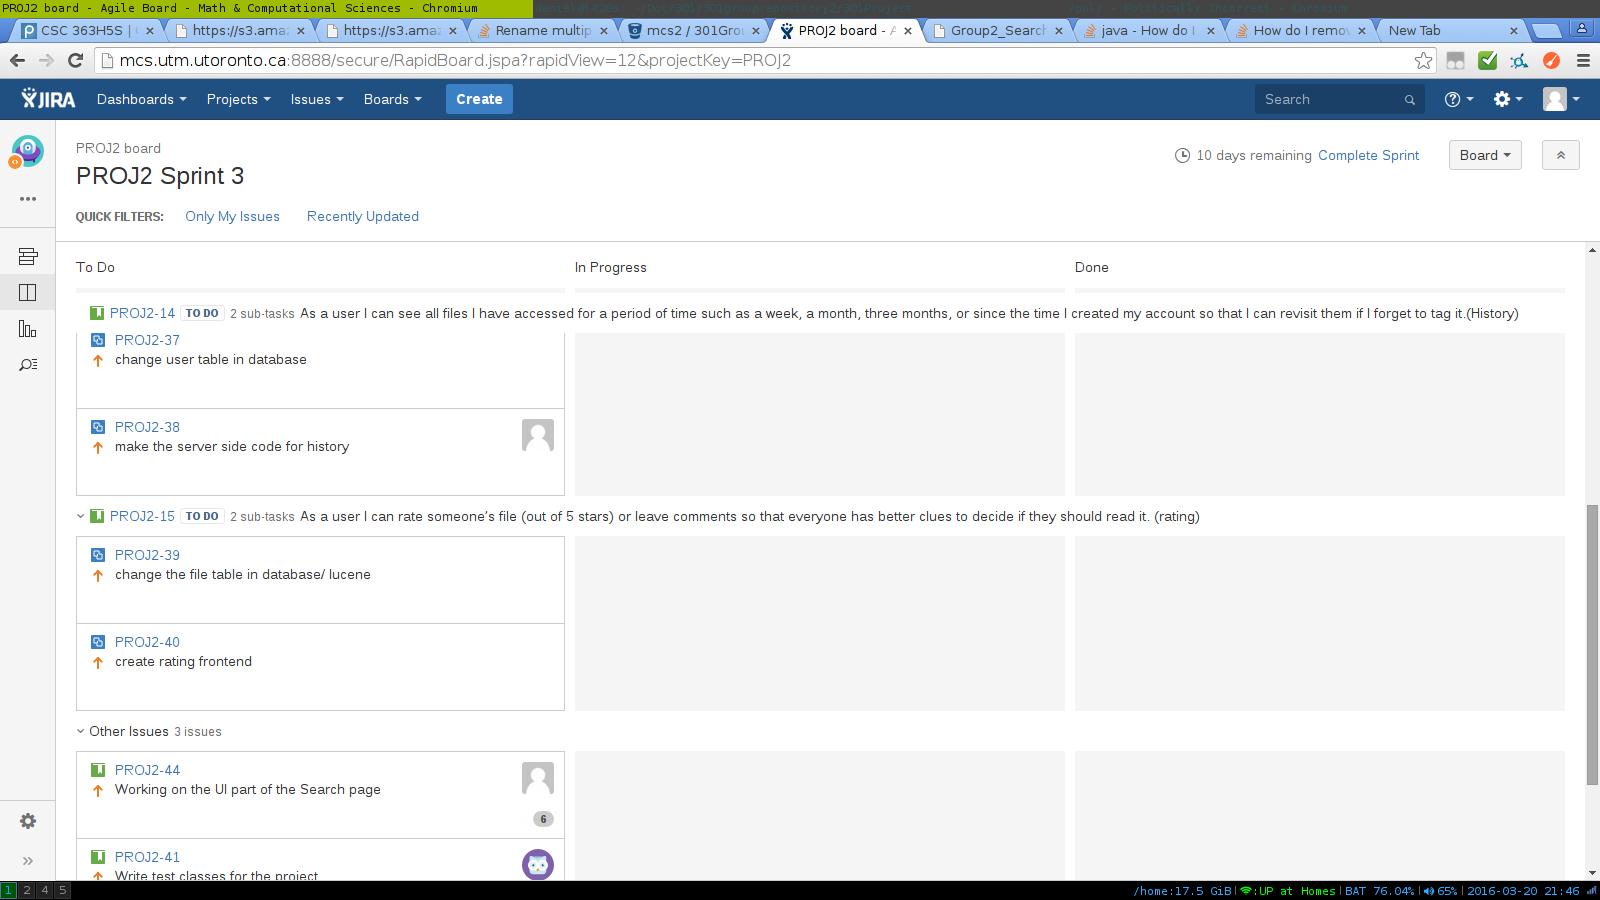 PROJ2 board - Agile Board - Math & Computational Sciences - Chromium
CSC 363H5S |
https://s3.amaz
https://s3.amaz
Rename multip
mcs2 / 301Gro
PROJ2 board - A
Group2_Search
java - How do I
How do I remov
New Tab
mcs.utm.utoronto.ca:8888/secure/RapidBoard.jspa?rapidView=12&projectKey=PROJ2
JIRA Dashboards Projects Issues Boards Create Search
PROJ2 board
PROJ2 Sprint 3
10 days remaining Complete Sprint Board
QUICK FILTERS: Only My Issues Recently Updated
To Do In Progress Done
PROJ2-14 TO DO 2 sub-tasks As a user I can see all files I have accessed for a period of time such as a week, a month, three months, or since the time I created my account so that I can revisit them if I forget to tag it.(History)
PROJ2-37
change user table in database
PROJ2-38
make the server side code for history
PROJ2-15 TO DO 2 sub-tasks As a user I can rate someone's file (out of 5 stars) or leave comments so that everyone has better clues to decide if they should read it. (rating)
PROJ2-39
change the file table in database/ lucene
PROJ2-40
create rating frontend
Other Issues 3 issues
PROJ2-44
Working on the UI part of the Search page
6
PROJ2-41
Write test classes for the project
1 2 4 5
/home:17.5 GiB| :UP at Homes|BAT 76.04%| 65%|2016-03-20 21:46